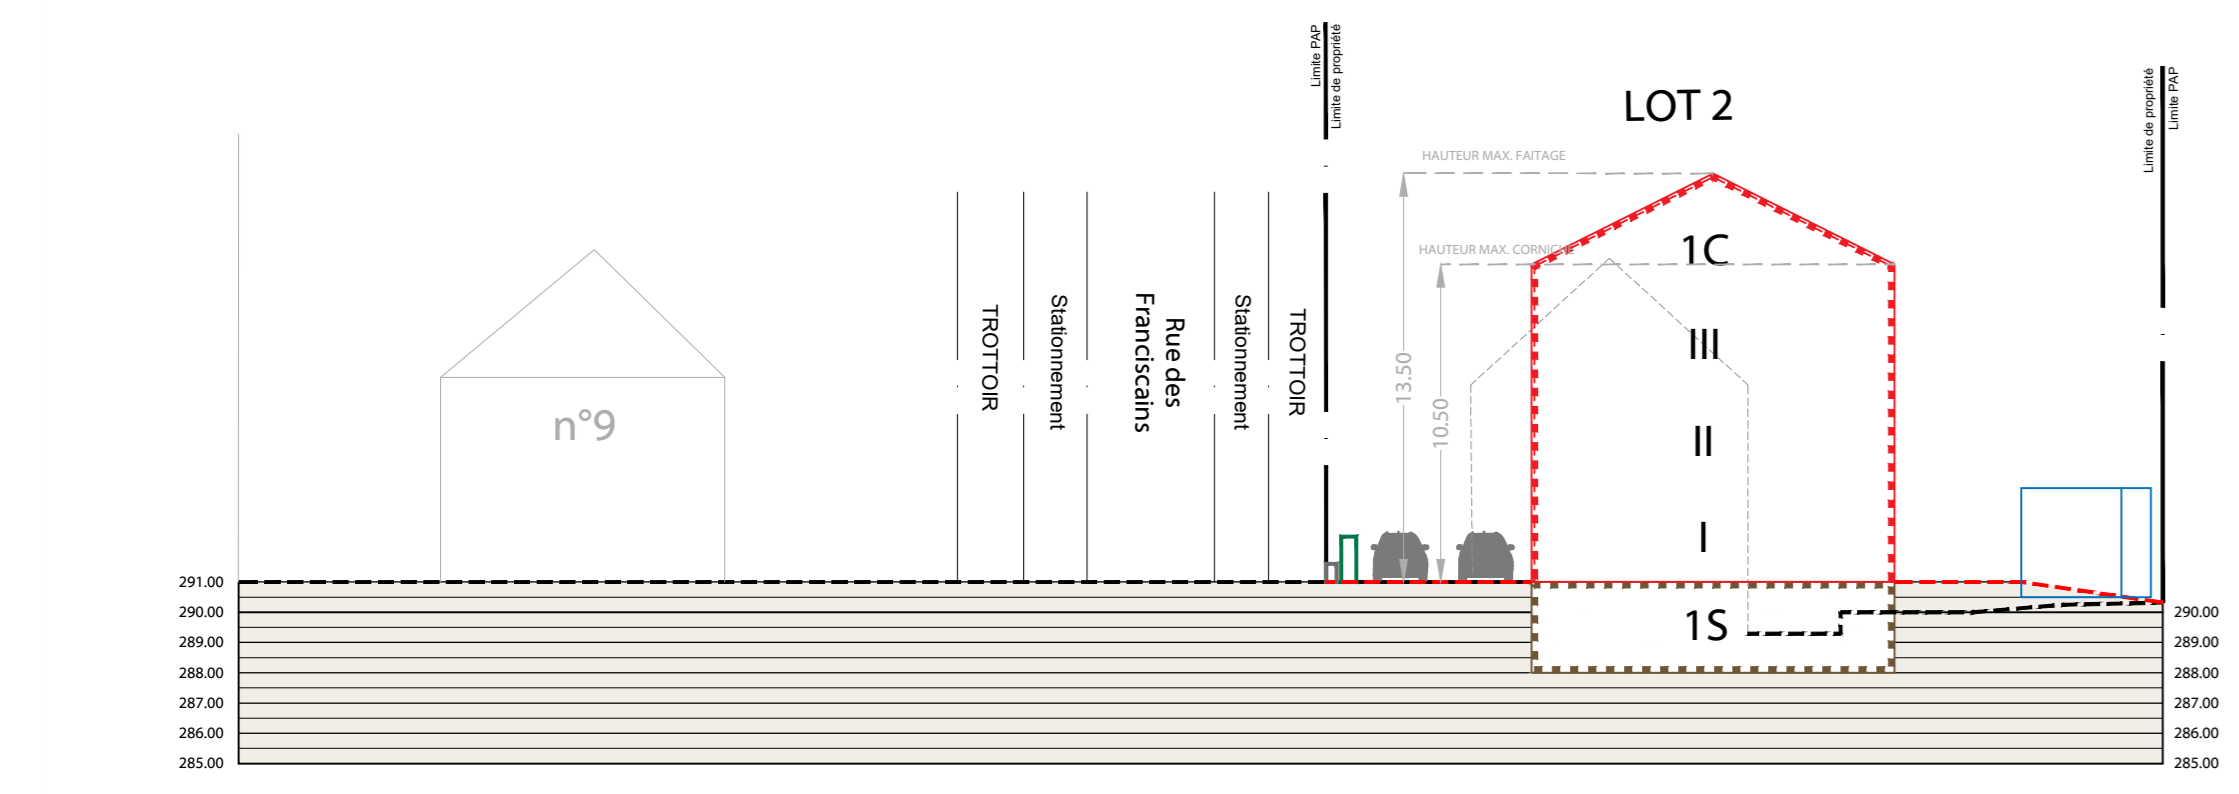 Limite PAP
Limite de propriété
Limite de propriété
Limite PAP
LOT 2
HAUTEUR MAX. FAITAGE
HAUTEUR MAX. CORNICHE
1C
III
II
I
1S
13.50
10.50
n°9
TROTTOIR
Stationnement
Rue des
Franciscains
Stationnement
TROTTOIR
291.00
290.00
289.00
288.00
287.00
286.00
285.00
290.00
289.00
288.00
287.00
286.00
285.00